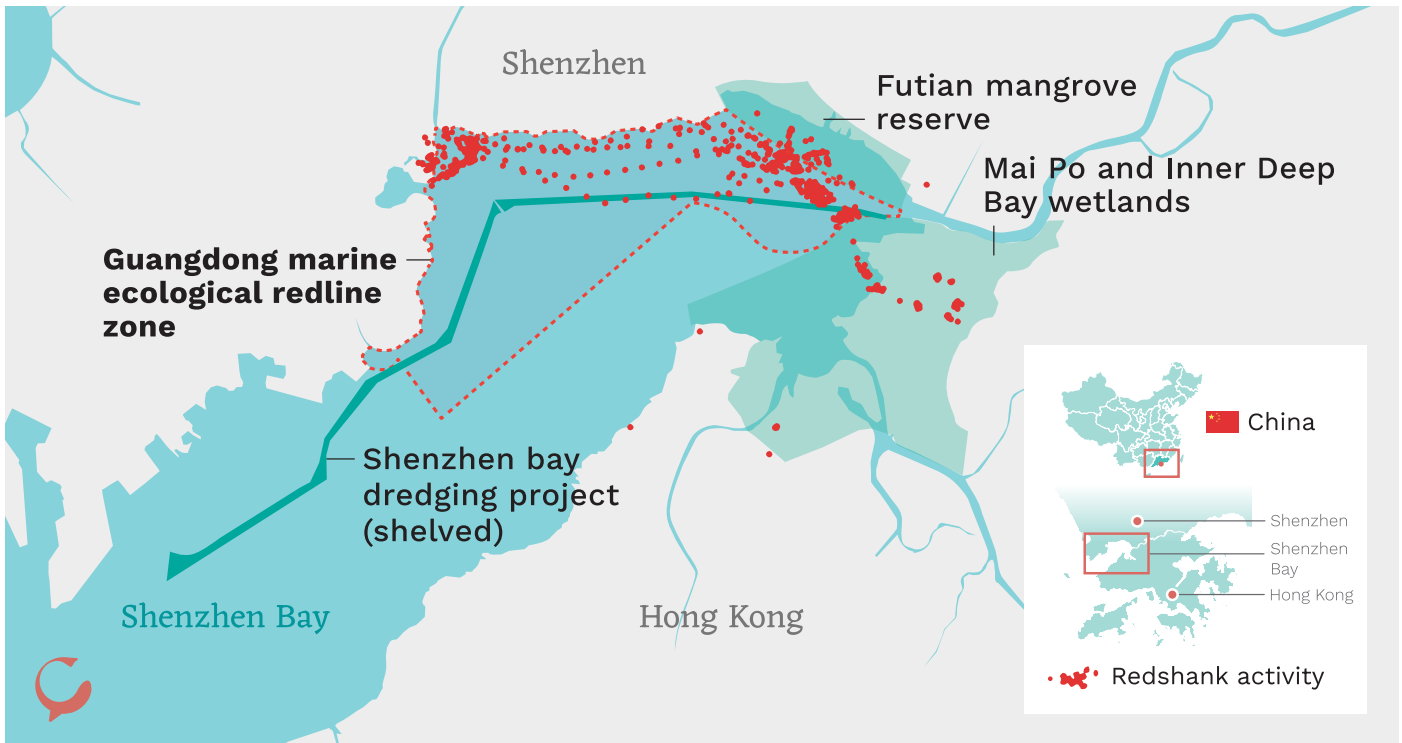 Shenzhen
Futian mangrove
reserve
Mai Po and Inner Deep
Bay wetlands
Guangdong marine
ecological redline
zone
Shenzhen bay
dredging project
(shelved)
Shenzhen Bay
Hong Kong
China
Shenzhen
Shenzhen
Bay
Hong Kong
Redshank activity